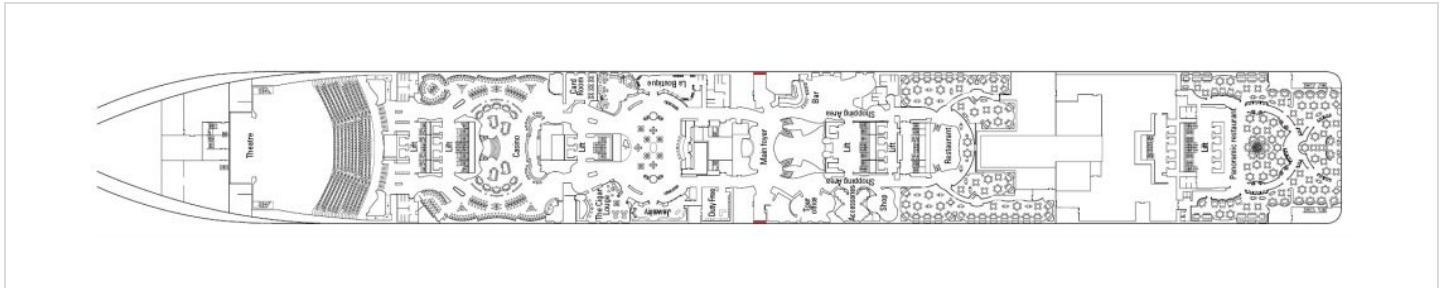 Theatre
Lift
Lift
Casino
Card
Room
Lift
The Cigar
Lounge
La Boutique
Jewelry
Duty Free
Main foyer
Bar
Tour
office
Shopping Area
Shopping Area
Lift
Accessories
Shop
Lift
Restaurant
Lift
Panoramic restaurant